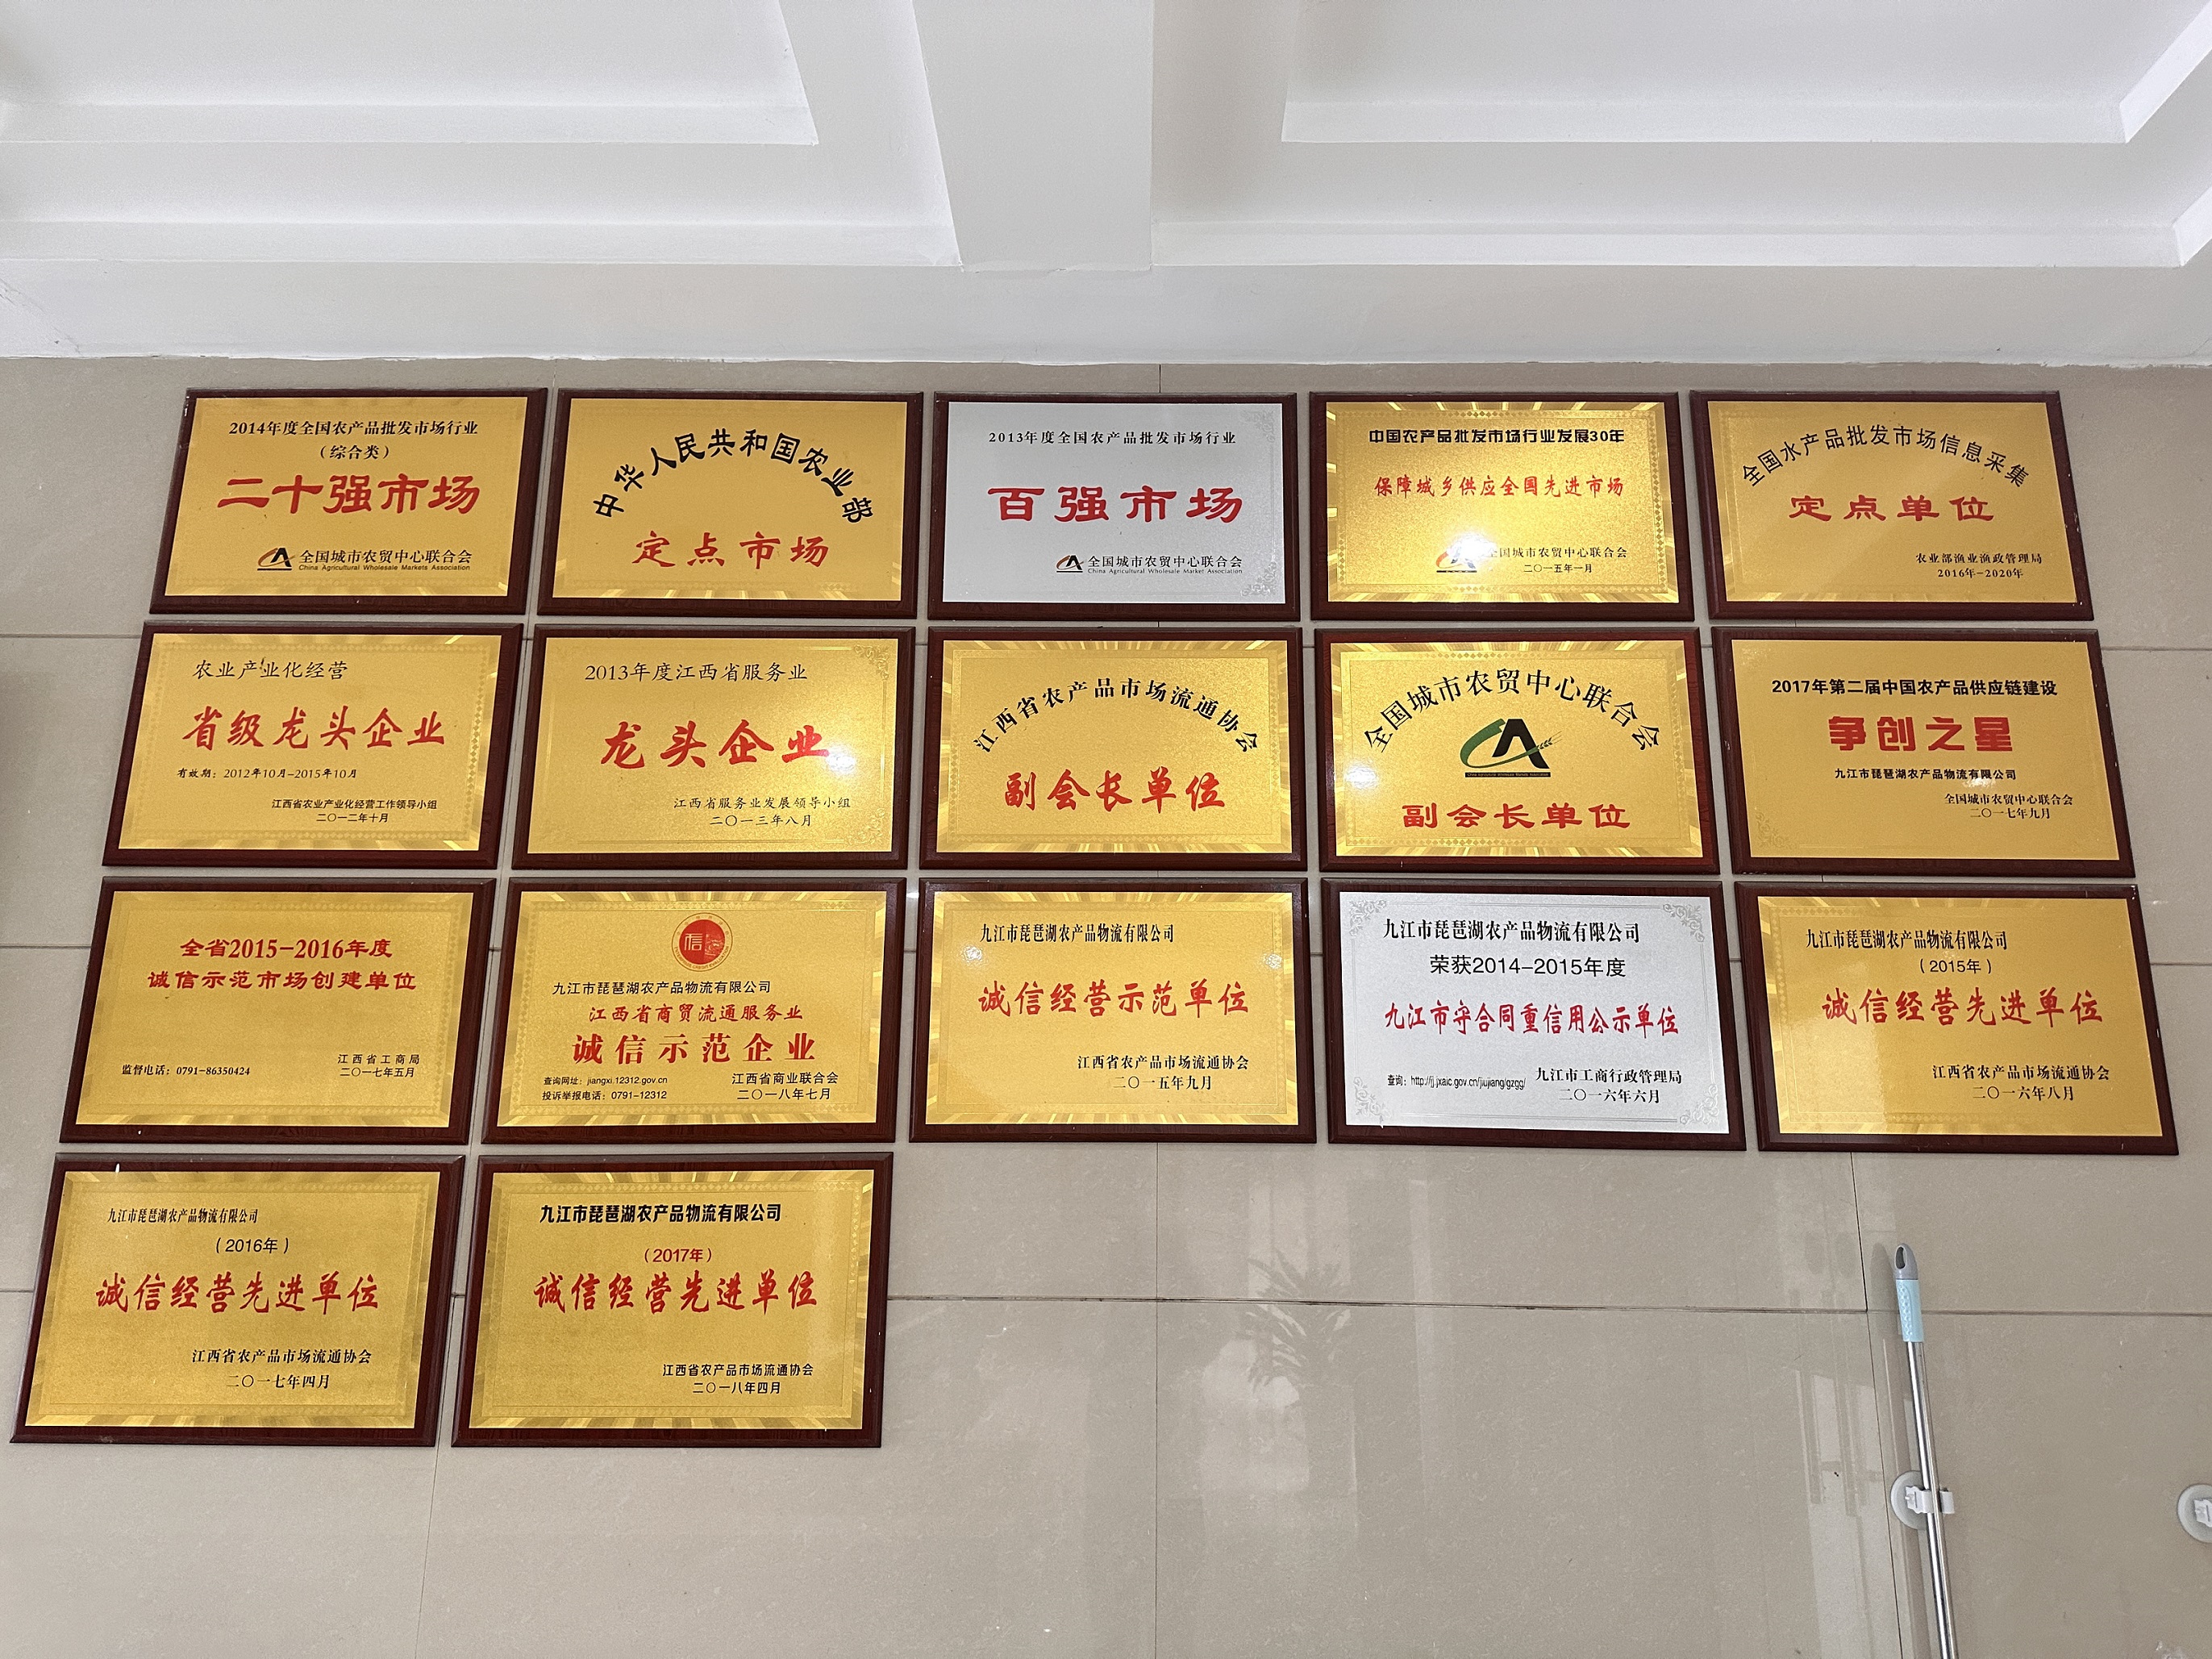 2014年度全国农产品批发市场行业
（综合类）
二十强市场
全国城市农贸中心联合会
China Agricultural Wholesale Markets Association
中华人民共和国农业部
定点市场
2013年度全国农产品批发市场行业
百强市场
全国城市农贸中心联合会
China Agricultural Wholesale Market Association
中国农产品批发市场行业发展30年
保障城乡供应全国先进市场
全国城市农贸中心联合会
二〇一五年一月
全国水产品批发市场信息采集
定点单位
农业部渔业渔政管理局
2016年-2020年
农业产业化经营
省级龙头企业
有效期：2012年10月-2015年10月
江西省农业产业化经营工作领导小组
二〇一二年十月
2013年度江西省服务业
龙头企业
江西省服务业发展领导小组
二〇一三年八月
江西省农产品市场流通协会
副会长单位
全国城市农贸中心联合会
副会长单位
2017年第二届中国农产品供应链建设
争创之星
九江市琵琶湖农产品物流有限公司
全国城市农贸中心联合会
二〇一七年九月
全省2015-2016年度
诚信示范市场创建单位
监督电话：0791-86350424
江西省工商局
二〇一七年五月
九江市琵琶湖农产品物流有限公司
江西省商贸流通服务业
诚信示范企业
查询网址：jiangxi.12312.gov.cn
投诉举报电话：0791-12312
江西省商业联合会
二〇一八年七月
九江市琵琶湖农产品物流有限公司
诚信经营示范单位
江西省农产品市场流通协会
二〇一五年九月
九江市琵琶湖农产品物流有限公司
荣获2014-2015年度
九江市守合同重信用公示单位
查询：http://jj.jxaic.gov.cn/jiujiang/gzgg/
九江市工商行政管理局
二〇一六年六月
九江市琵琶湖农产品物流有限公司
（2015年）
诚信经营先进单位
江西省农产品市场流通协会
二〇一六年八月
九江市琵琶湖农产品物流有限公司
（2016年）
诚信经营先进单位
江西省农产品市场流通协会
二〇一七年四月
九江市琵琶湖农产品物流有限公司
（2017年）
诚信经营先进单位
江西省农产品市场流通协会
二〇一八年四月